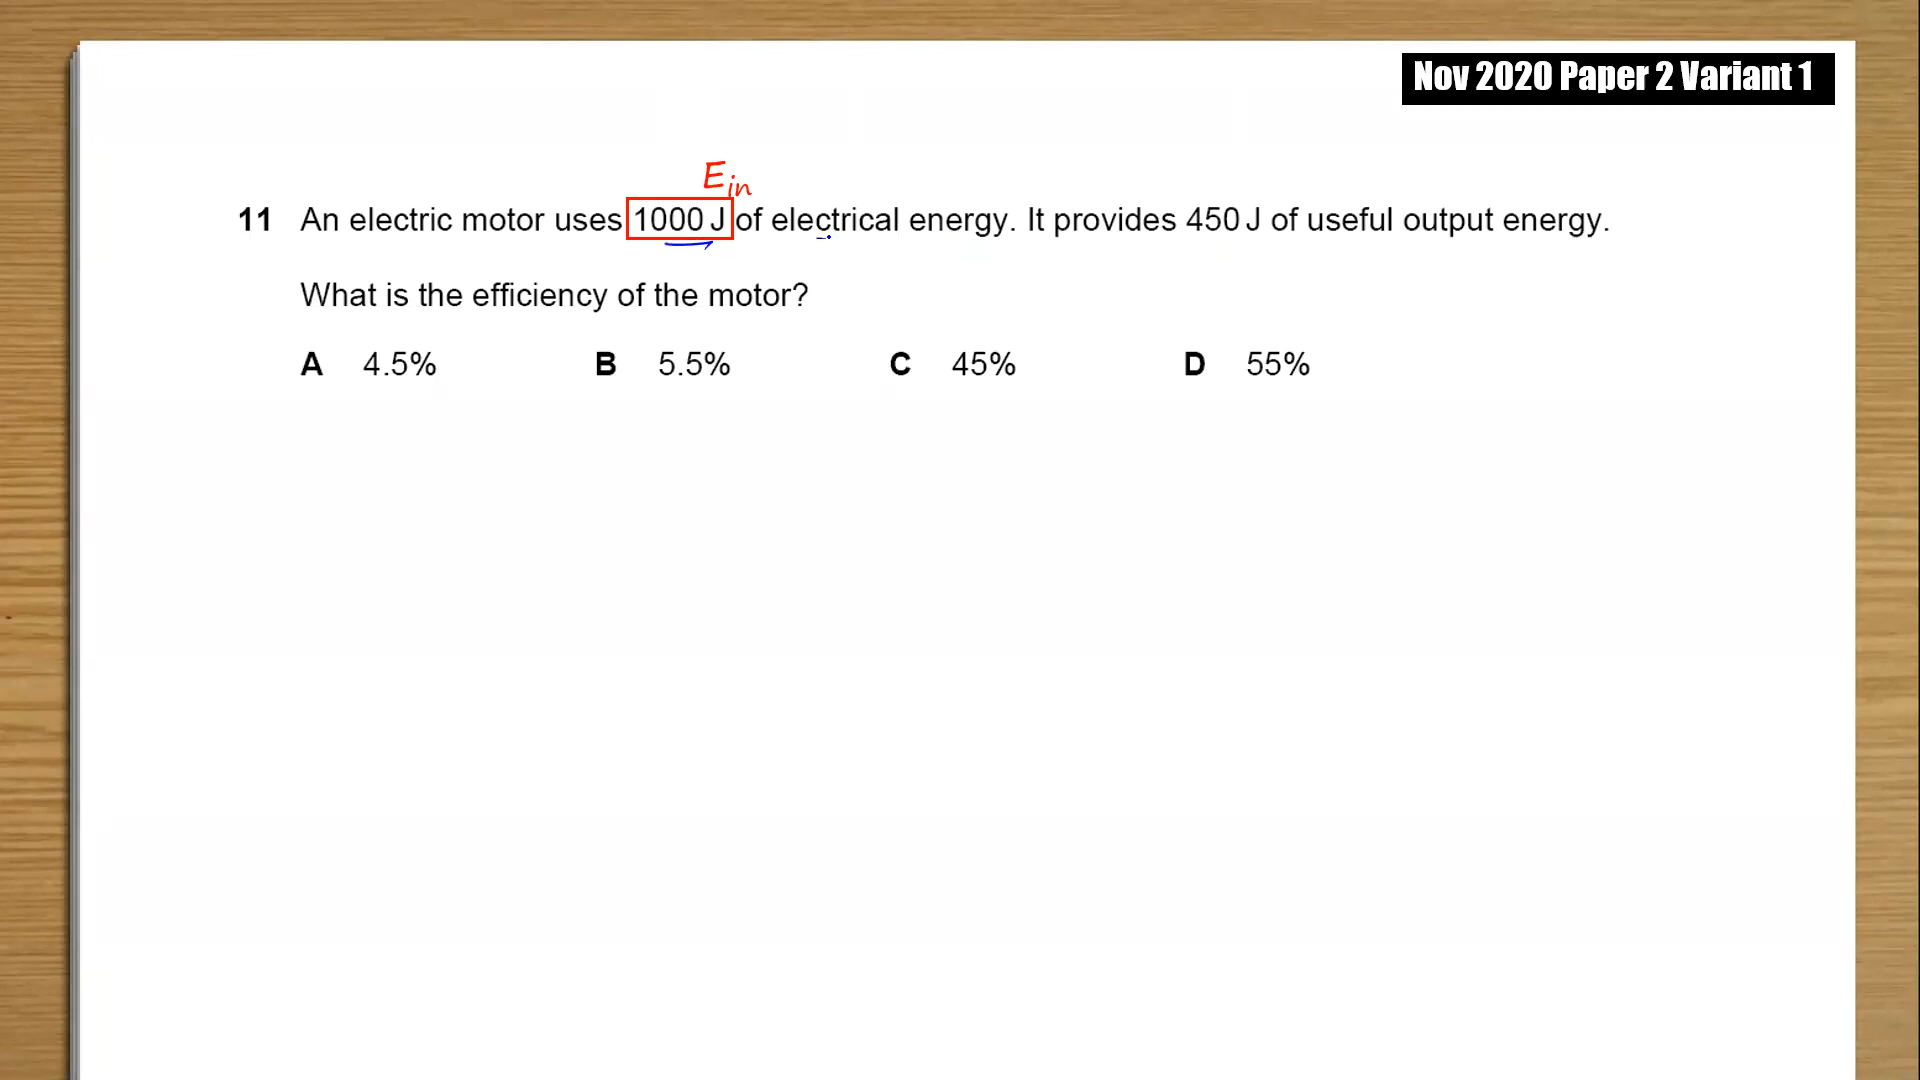 Nov 2020 Paper 2 Variant 1
E in
11 An electric motor uses 1000 J of electrical energy. It provides 450 J of useful output energy.
What is the efficiency of the motor?
A 4.5% B 5.5% C 45% D 55%